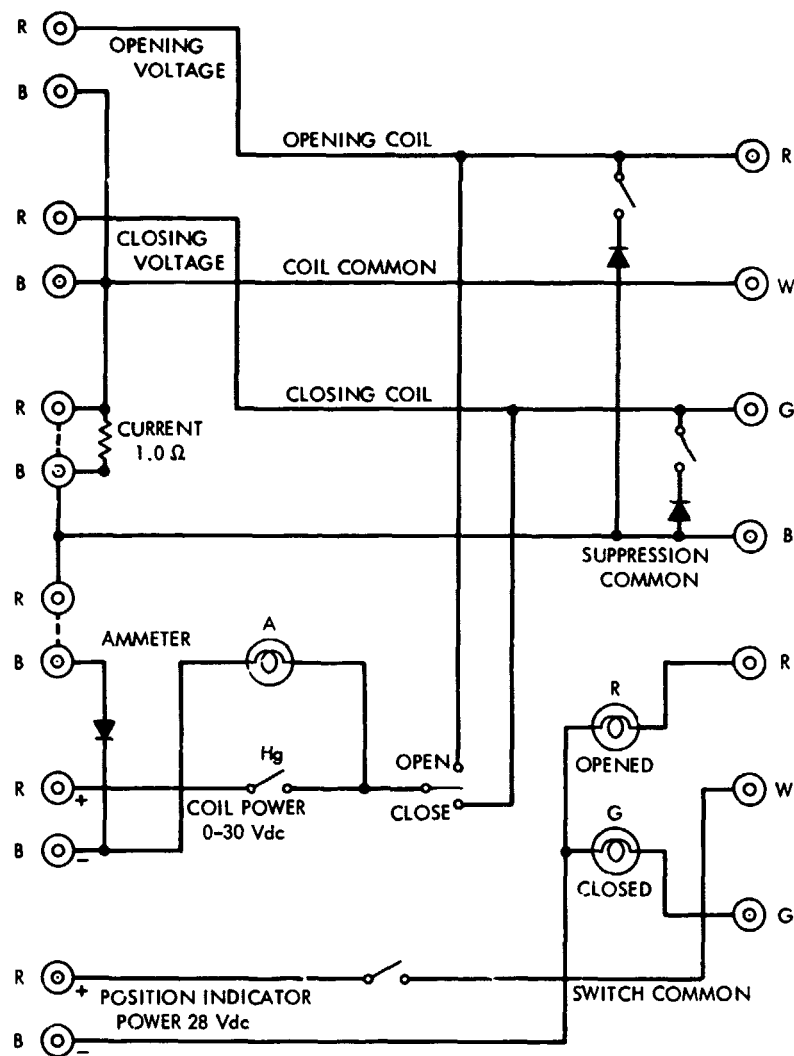 R
OPENING
VOLTAGE
B
OPENING COIL
R
R
CLOSING
VOLTAGE
B
COIL COMMON
W
R
CLOSING COIL
G
CURRENT
1.0 Ω
B
B
SUPPRESSION
COMMON
R
AMMETER
A
B
R
R
OPENED
Hg
OPEN
R
+
COIL POWER
0-30 Vdc
CLOSE
W
B
-
G
CLOSED
G
R
+
POSITION INDICATOR
POWER 28 Vdc
SWITCH COMMON
B
-